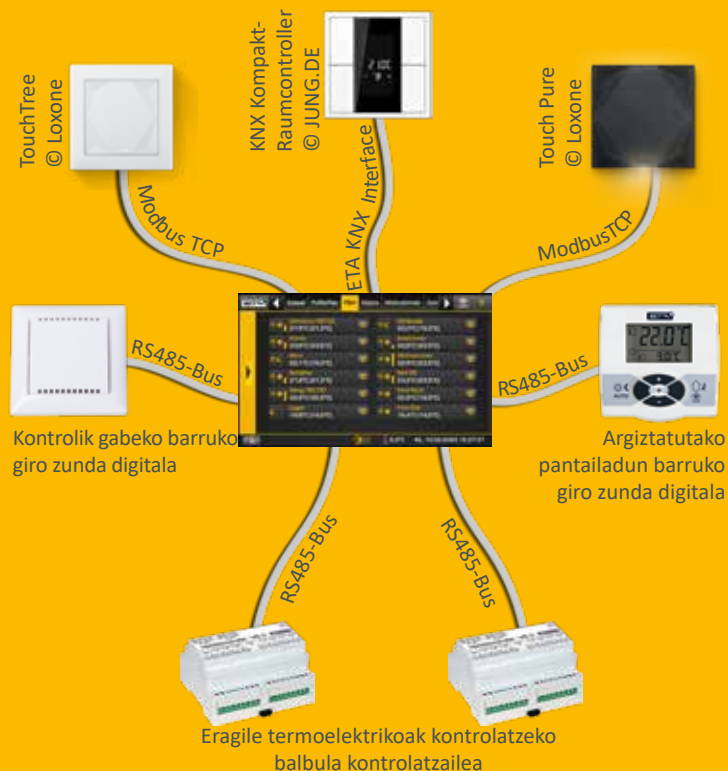 TouchTree
© Loxone
KNX Kompakt-
Raumcontroller
© JUNG.DE
Touch Pure
© Loxone
Modbus TCP
ETA KNX Interface
ModbusTCP
RS485-Bus
RS485-Bus
22.0°C
AUTO
Kontrolik gabeko barruko
giro zunda digitala
Argiztatutako
pantailadun barruko
giro zunda digitala
RS485-Bus
RS485-Bus
Eragile termoelektrikoak kontrolatzeko
balbula kontrolatzailea